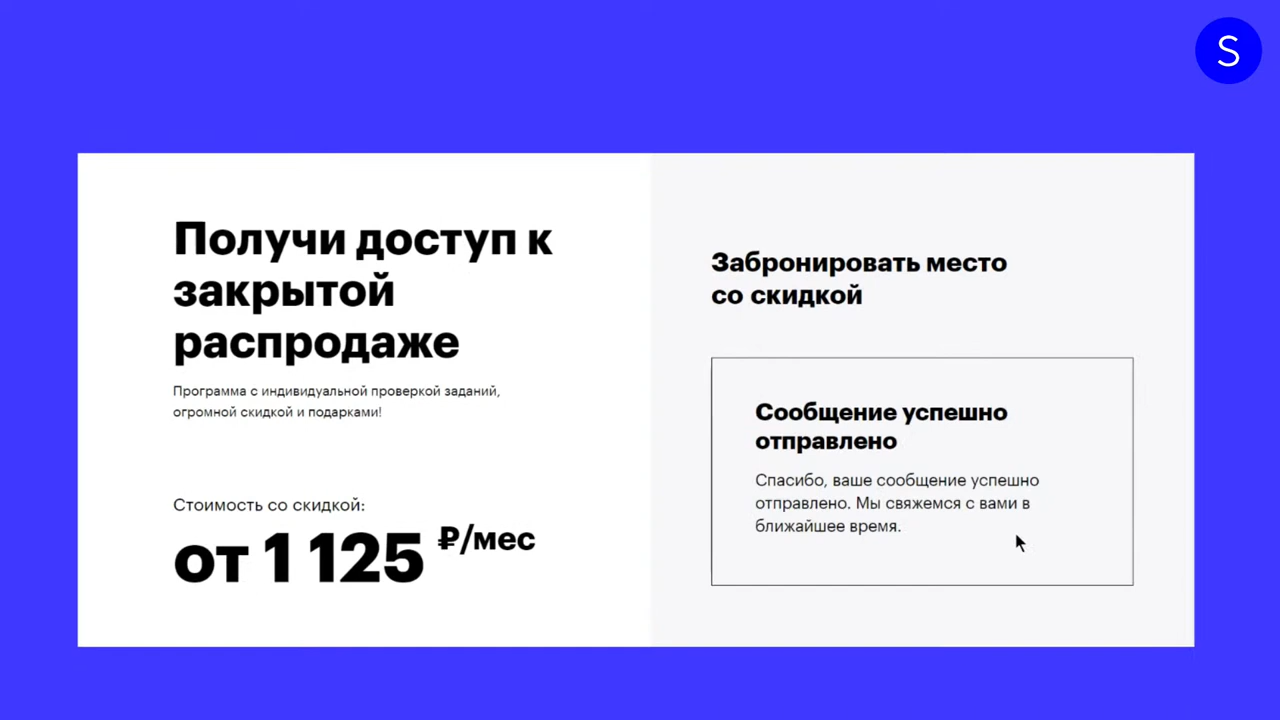 S
Получи доступ к
закрытой
распродаже
Программа с индивидуальной проверкой заданий,
огромной скидкой и подарками!
Стоимость со скидкой:
от 1 125 ₽/мес
Забронировать место
со скидкой
Сообщение успешно
отправлено
Спасибо, ваше сообщение успешно
отправлено. Мы свяжемся с вами в
ближайшее время.